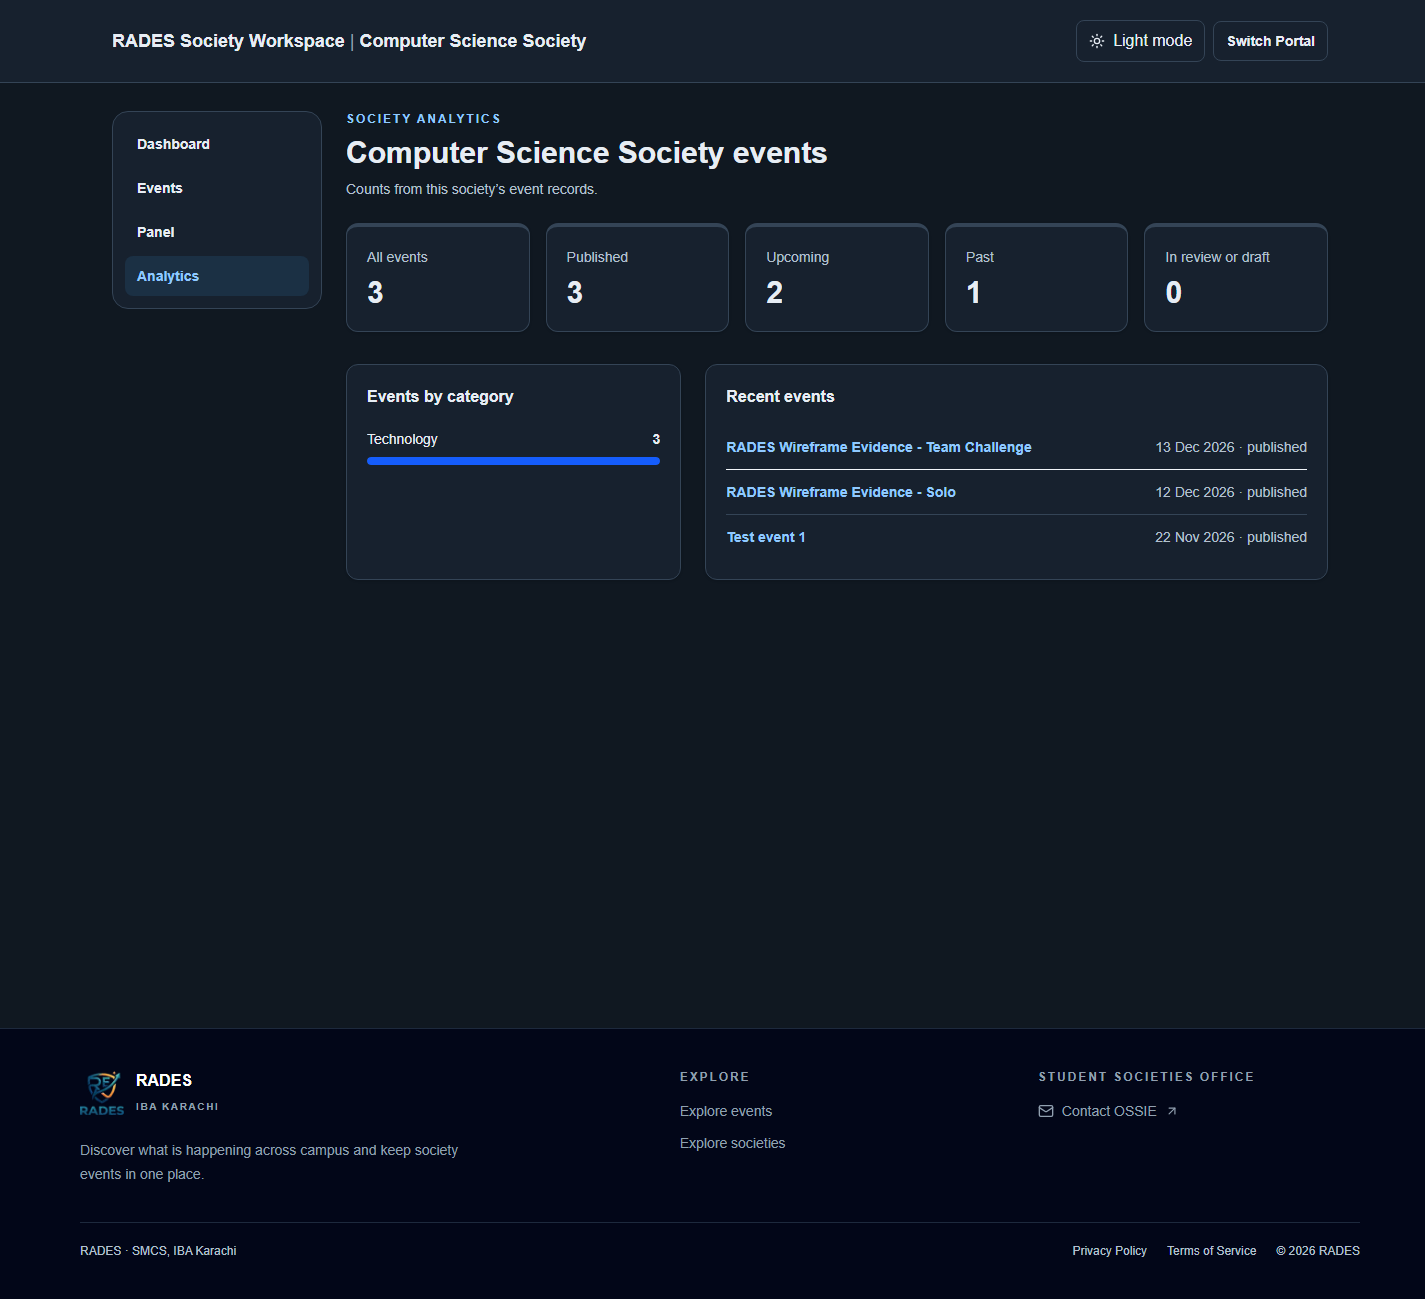 RADES Society Workspace | Computer Science Society
Light mode
Switch Portal
Dashboard
Events
Panel
Analytics
SOCIETY ANALYTICS
Computer Science Society events
Counts from this society's event records.
All events
3
Published
3
Upcoming
2
Past
1
In review or draft
0
Events by category
Technology 3
Recent events
RADES Wireframe Evidence - Team Challenge 13 Dec 2026 · published
RADES Wireframe Evidence - Solo 12 Dec 2026 · published
Test event 1 22 Nov 2026 · published
RADES
RADES
IBA KARACHI
Discover what is happening across campus and keep society
events in one place.
EXPLORE
Explore events
Explore societies
STUDENT SOCIETIES OFFICE
Contact OSSIE
RADES · SMCS, IBA Karachi
Privacy Policy Terms of Service © 2026 RADES